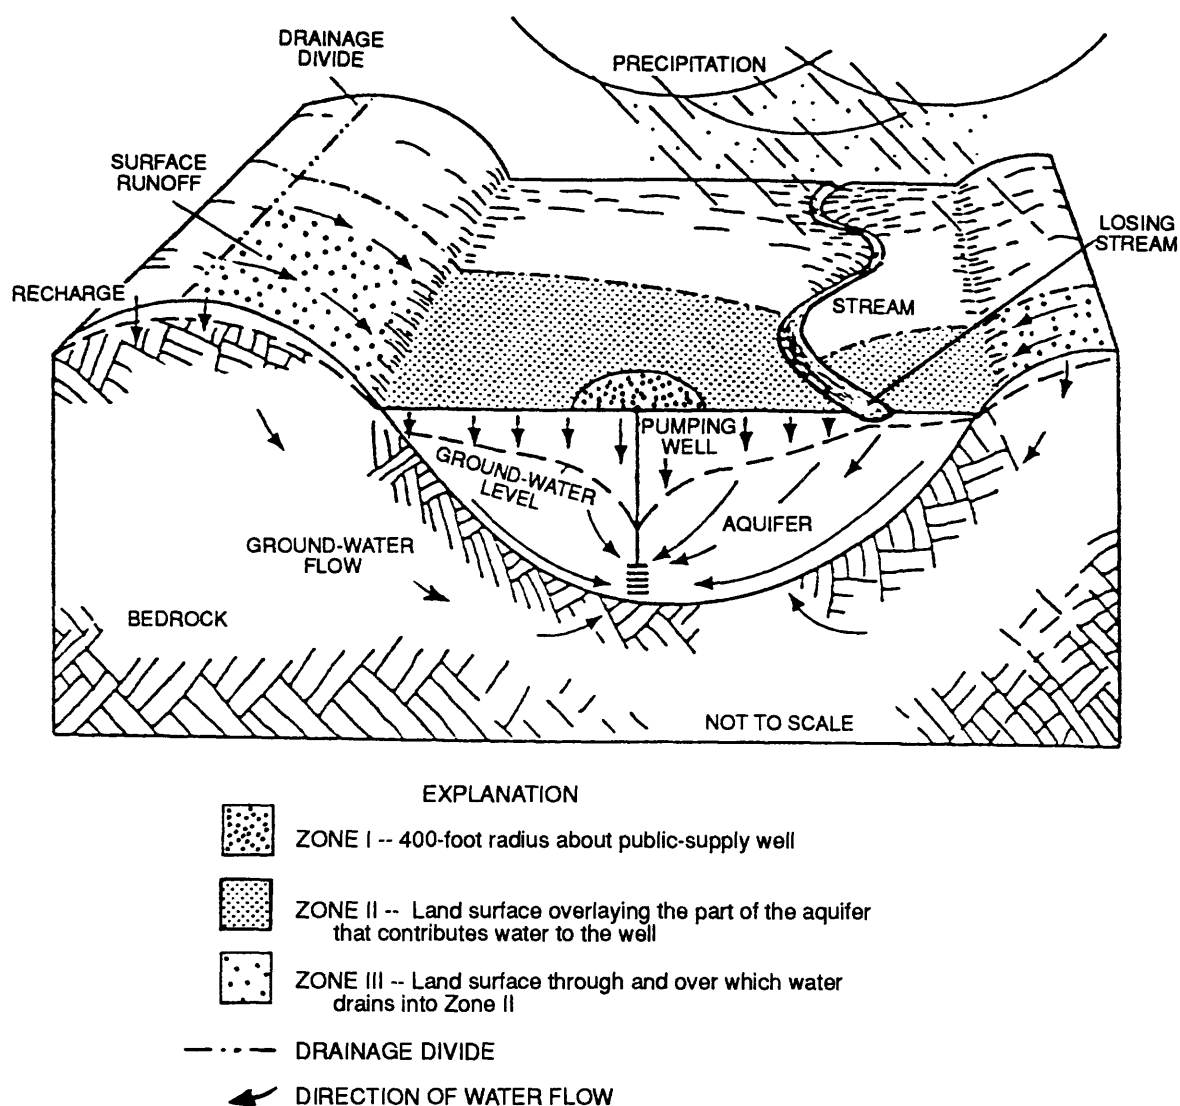 DRAINAGE
DIVIDE
PRECIPITATION
SURFACE
RUNOFF
LOSING
STREAM
RECHARGE
STREAM
PUMPING
WELL
GROUND-WATER
LEVEL
AQUIFER
GROUND-WATER
FLOW
BEDROCK
NOT TO SCALE
EXPLANATION
ZONE I -- 400-foot radius about public-supply well
ZONE II -- Land surface overlaying the part of the aquifer
that contributes water to the well
ZONE III -- Land surface through and over which water
drains into Zone II
DRAINAGE DIVIDE
DIRECTION OF WATER FLOW